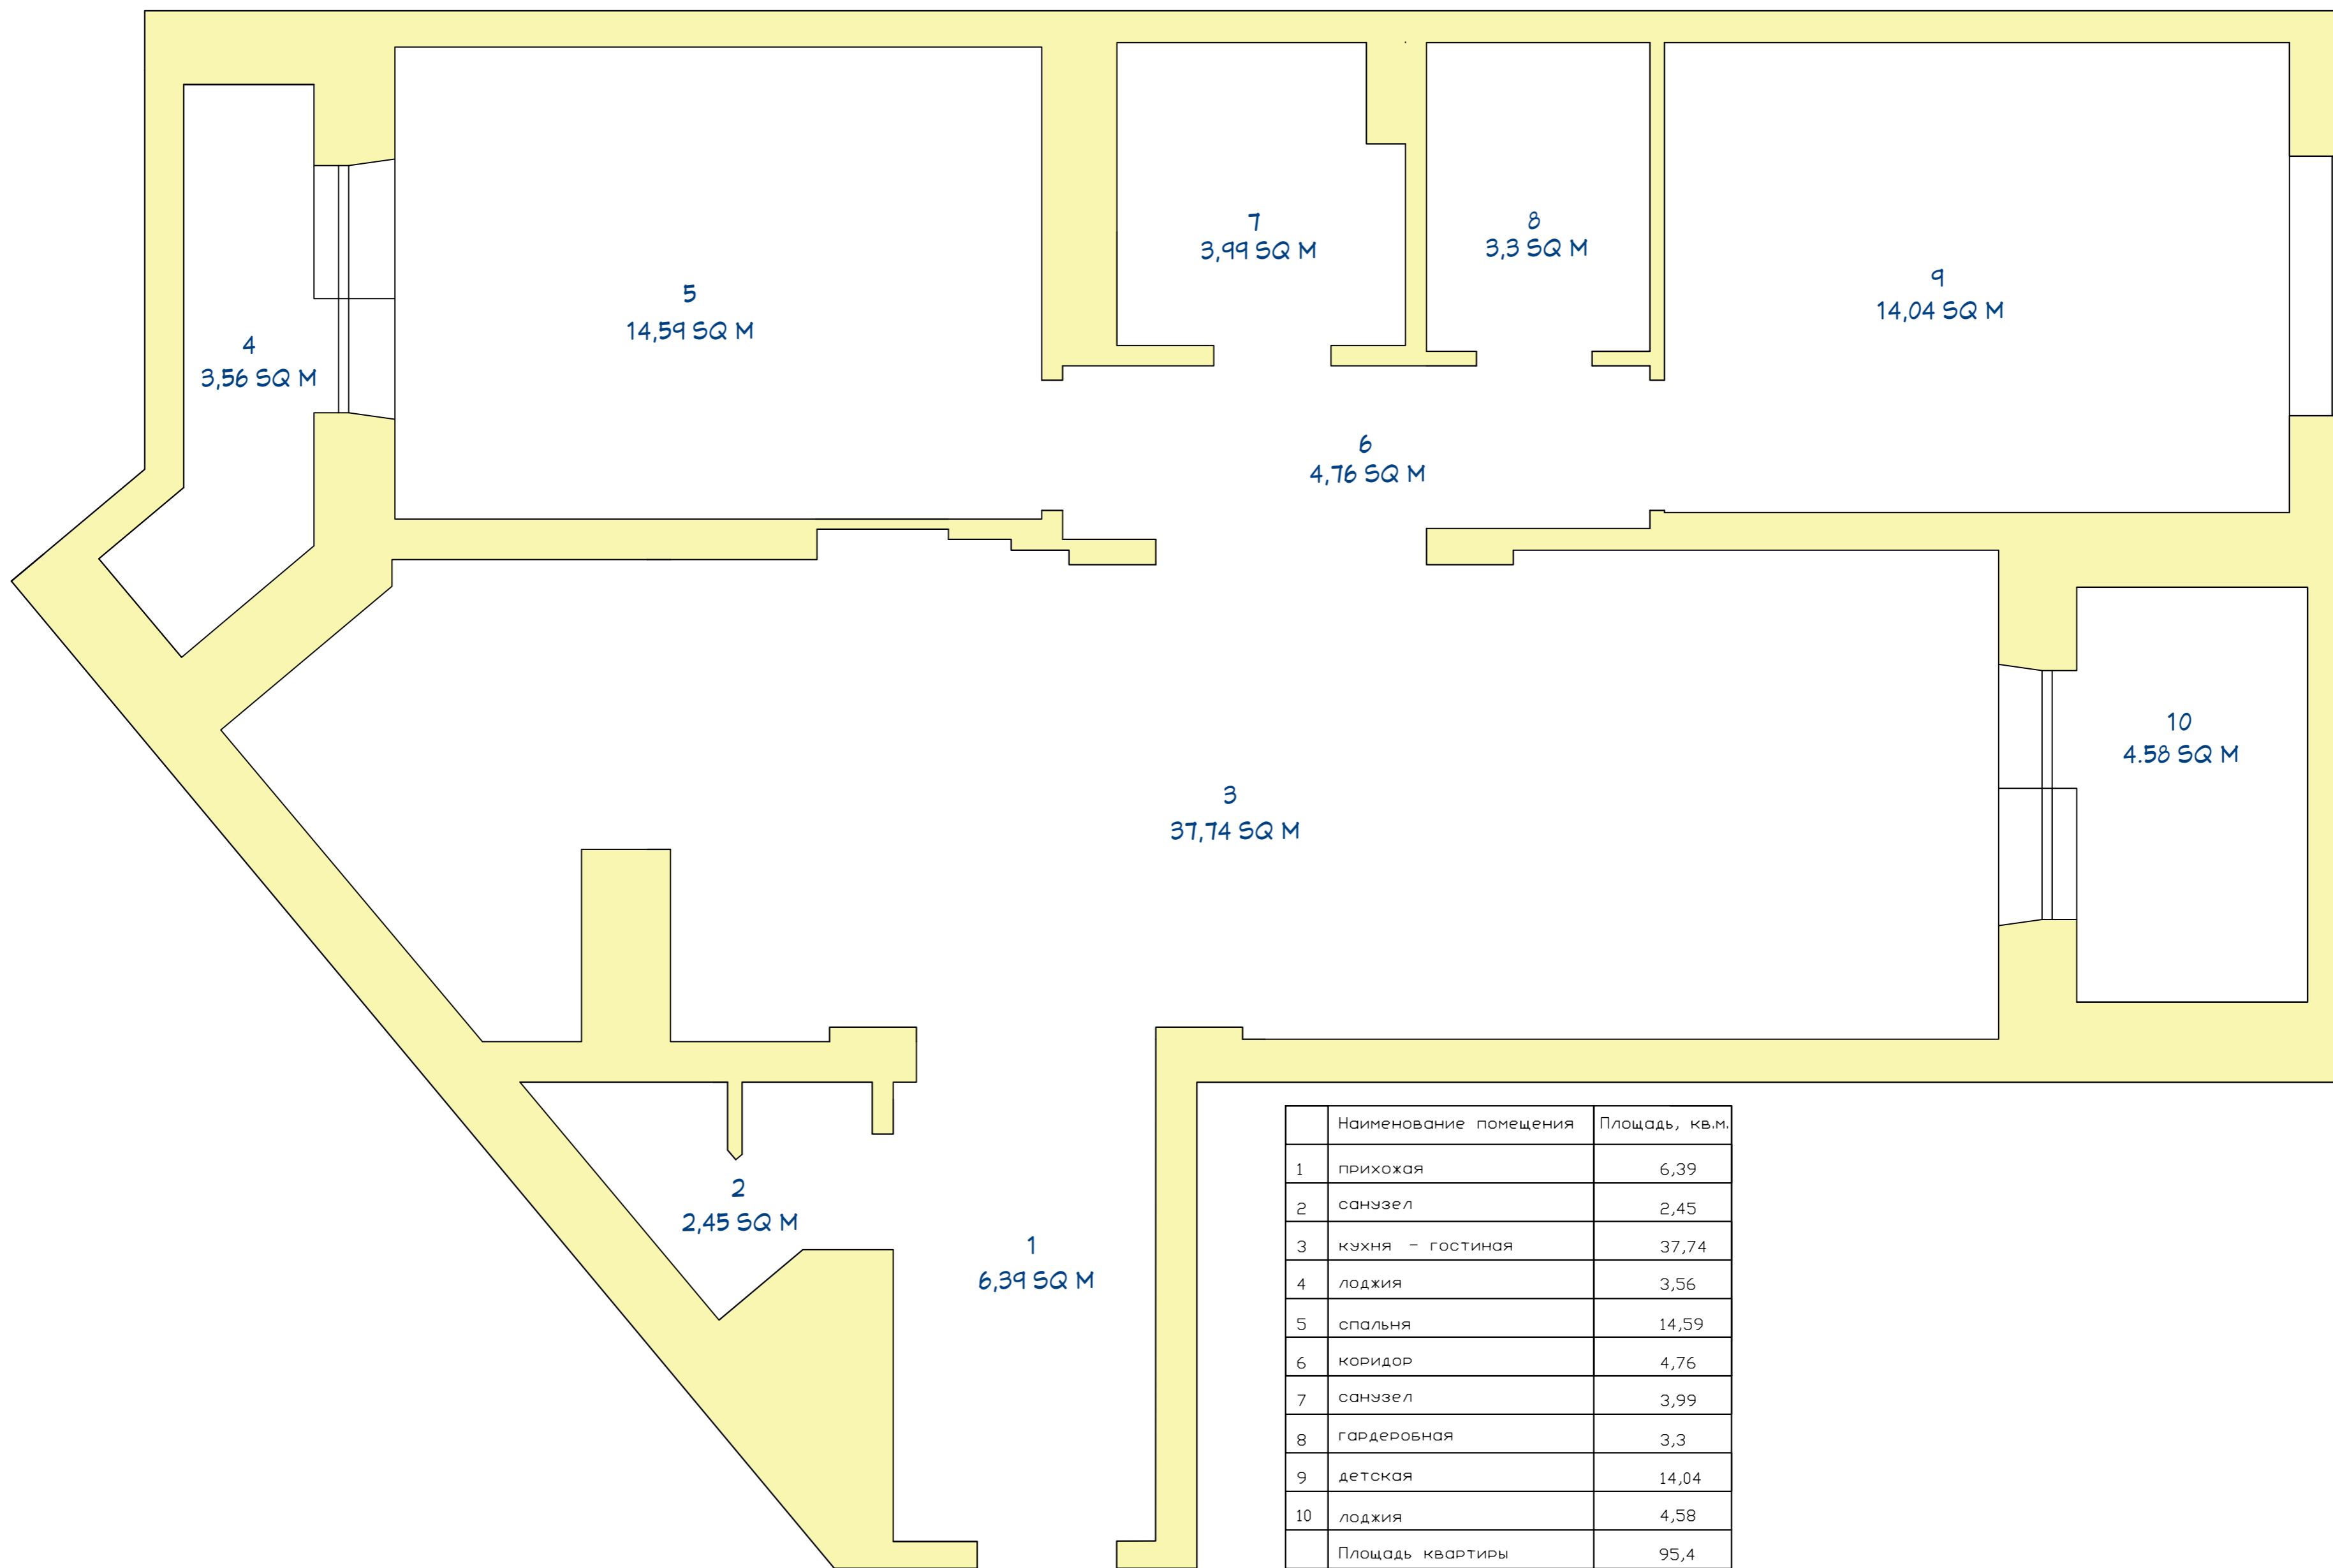 7
3,99 SQ M
8
3,3 SQ M
9
14,04 SQ M
5
14,59 SQ M
4
3,56 SQ M
6
4,76 SQ M
10
4.58 SQ M
3
37,74 SQ M
2
2,45 SQ M
1
6,39 SQ M
Наименование помещения Площадь, кв.м.
1 прихожая 6,39
2 санузел 2,45
3 кухня - гостиная 37,74
4 лоджия 3,56
5 спальня 14,59
6 коридор 4,76
7 санузел 3,99
8 гардеробная 3,3
9 детская 14,04
10 лоджия 4,58
Площадь квартиры 95,4